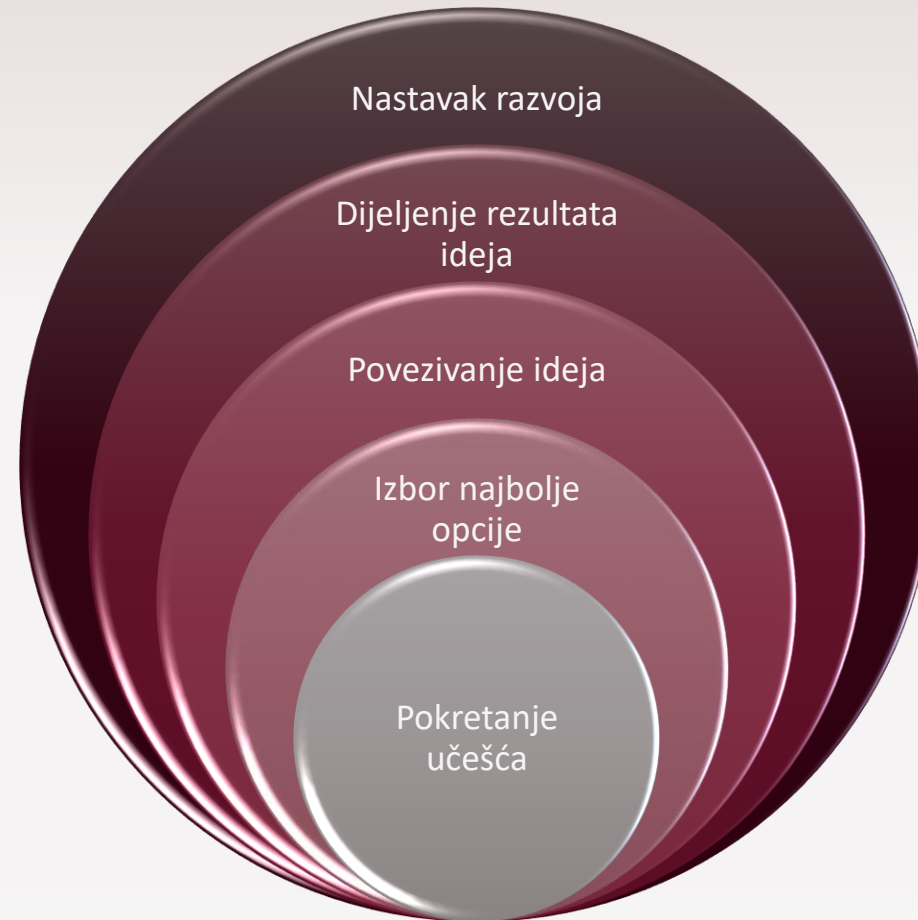 Nastavak razvoja
Dijeljenje rezultata
ideja
Povezivanje ideja
Izbor najbolje
opcije
Pokretanje
učešća